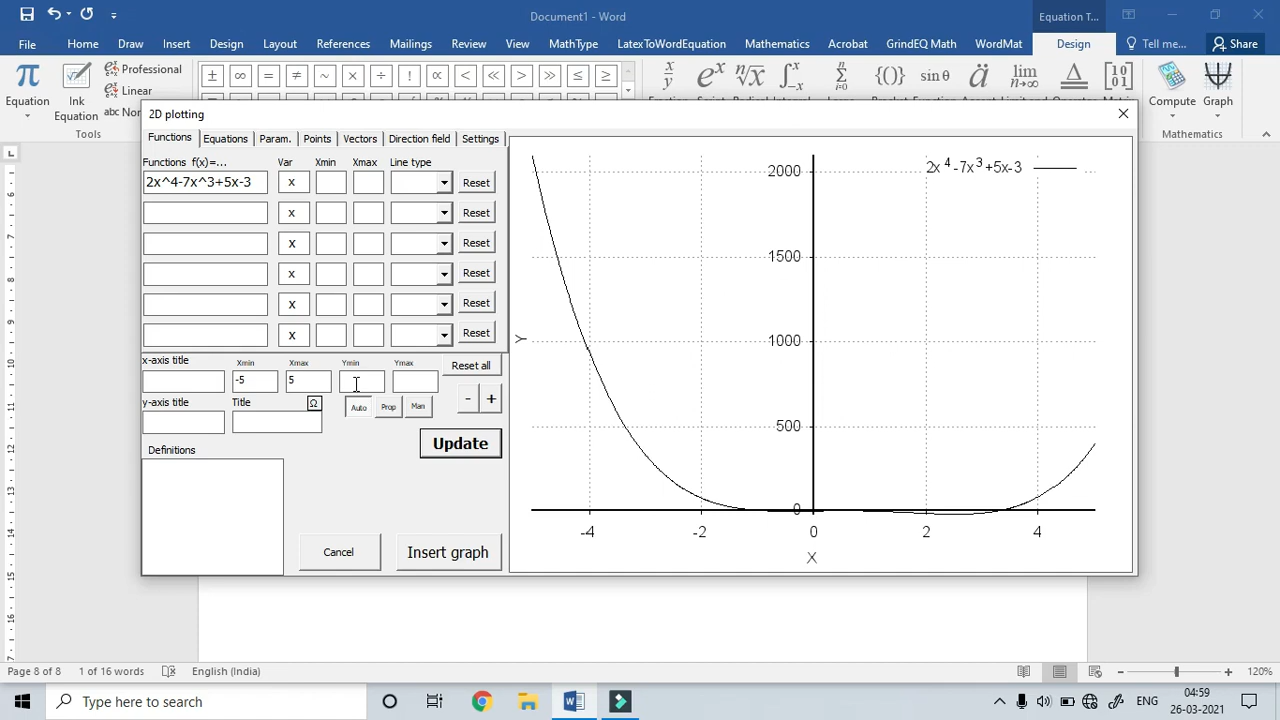 Document1 - Word
Equation T...
File Home Draw Insert Design Layout References Mailings Review View MathType LatexToWordEquation Mathematics Acrobat GrindEQ Math WordMat Design Tell me... Share
π Professional ± ∞ = ≠ ~ × ÷ ! α < ≪ > ≫ ≤ ≥
Linear
Equation Ink Equation
Tools
x/y e^x ⁿ√x {()} sinθ ä lim n→∞ △ [1 0 0 1] Compute Graph
Mathematics
2D plotting
Functions Equations Param. Points Vectors Direction field Settings
Functions f(x)=... Var Xmin Xmax Line type
2x^4-7x^3+5x-3 x Reset
x Reset
x Reset
x Reset
x Reset
x Reset
x-axis title Xmin Xmax Ymin Ymax Reset all
-5 5
y-axis title Title Ω Auto Prop Man - +
Update
Definitions
Cancel Insert graph
2x⁴-7x³+5x-3
2000
1500
1000
500
0
Y
-4 -2 0 2 4
X
Page 8 of 8 1 of 16 words English (India) 120%
Type here to search ENG 04:59
26-03-2021